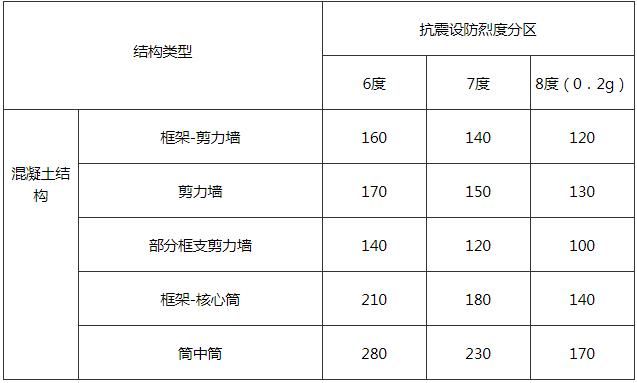 结构类型
抗震设防烈度分区
6度
7度
8度（0．2g）
混凝土结
构
框架-剪力墙
160
140
120
剪力墙
170
150
130
部分框支剪力墙
140
120
100
框架-核心筒
210
180
140
筒中筒
280
230
170